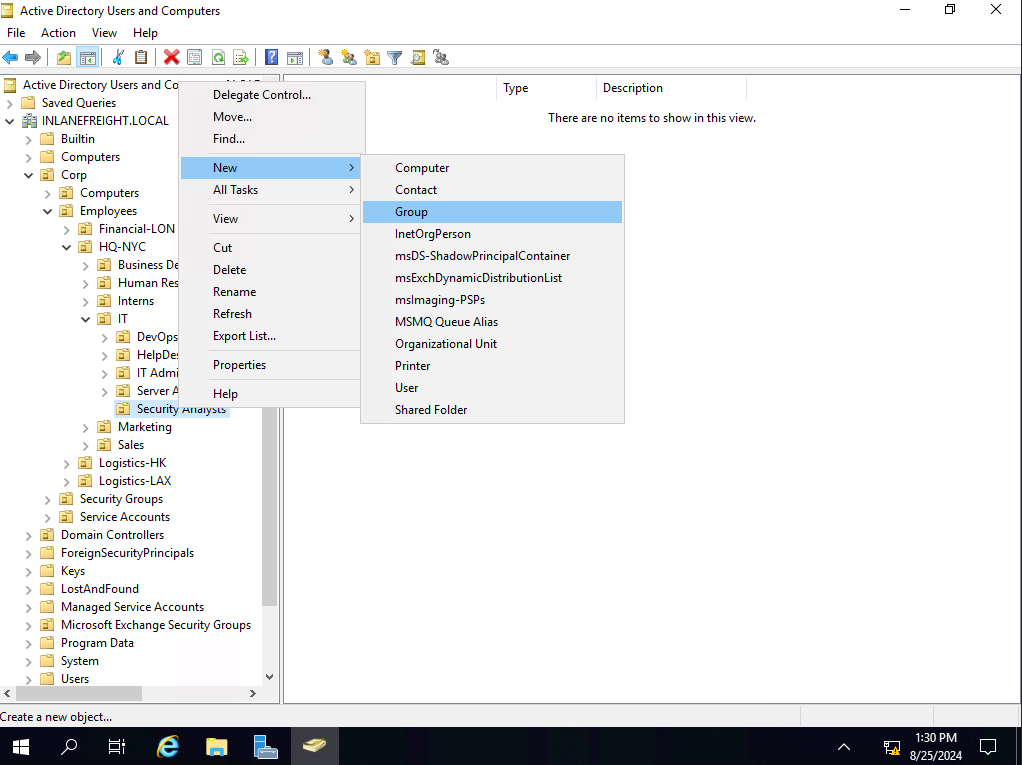 Active Directory Users and Computers
File Action View Help
Active Directory Users and Co
Saved Queries
INLANEFREIGHT.LOCAL
Builtin
Computers
Corp
Computers
Employees
Financial-LON
HQ-NYC
Business De
Human Res
Interns
IT
DevOps
HelpDes
IT Admi
Server A
Security Analysts
Marketing
Sales
Logistics-HK
Logistics-LAX
Security Groups
Service Accounts
Domain Controllers
ForeignSecurityPrincipals
Keys
LostAndFound
Managed Service Accounts
Microsoft Exchange Security Groups
Program Data
System
Users
Delegate Control...
Move...
Find...
New
All Tasks
View
Cut
Delete
Rename
Refresh
Export List...
Properties
Help
Computer
Contact
Group
InetOrgPerson
msDS-ShadowPrincipalContainer
msExchDynamicDistributionList
msImaging-PSPs
MSMQ Queue Alias
Organizational Unit
Printer
User
Shared Folder
Type Description
There are no items to show in this view.
Create a new object...
1:30 PM
8/25/2024